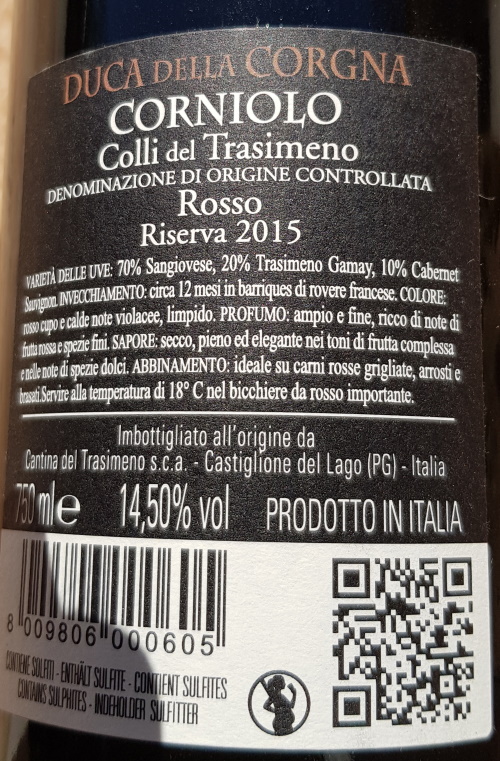 DUCA DELLA CORGNA
CORNIOLO
Colli del Trasimeno
DENOMINAZIONE DI ORIGINE CONTROLLATA
Rosso
Riserva 2015
VARIETÀ DELLE UVE: 70% Sangiovese, 20% Trasimeno Gamay, 10% Cabernet
Sauvignon. INVECCHIAMENTO: circa 12 mesi in barriques di rovere francese. COLORE:
rosso cupo e calde note violacee, limpido. PROFUMO: ampio e fine, ricco di note di
frutta rossa e spezie fini. SAPORE: secco, pieno ed elegante nei toni di frutta complessa
e nelle note di spezie dolci. ABBINAMENTO: ideale su carni rosse grigliate, arrosti e
brasati.Servire alla temperatura di 18° C nel bicchiere da rosso importante.
Imbottigliato all'origine da
Cantina del Trasimeno s.c.a. - Castiglione del Lago (PG) - Italia
750 ml e 14,50% vol PRODOTTO IN ITALIA
8 009806 000605
CONTIENE SOLFITI - ENTHÄLT SULFITE - CONTIENT SULFITES
CONTAINS SULPHITES - INDEHOLDER SULFITTER